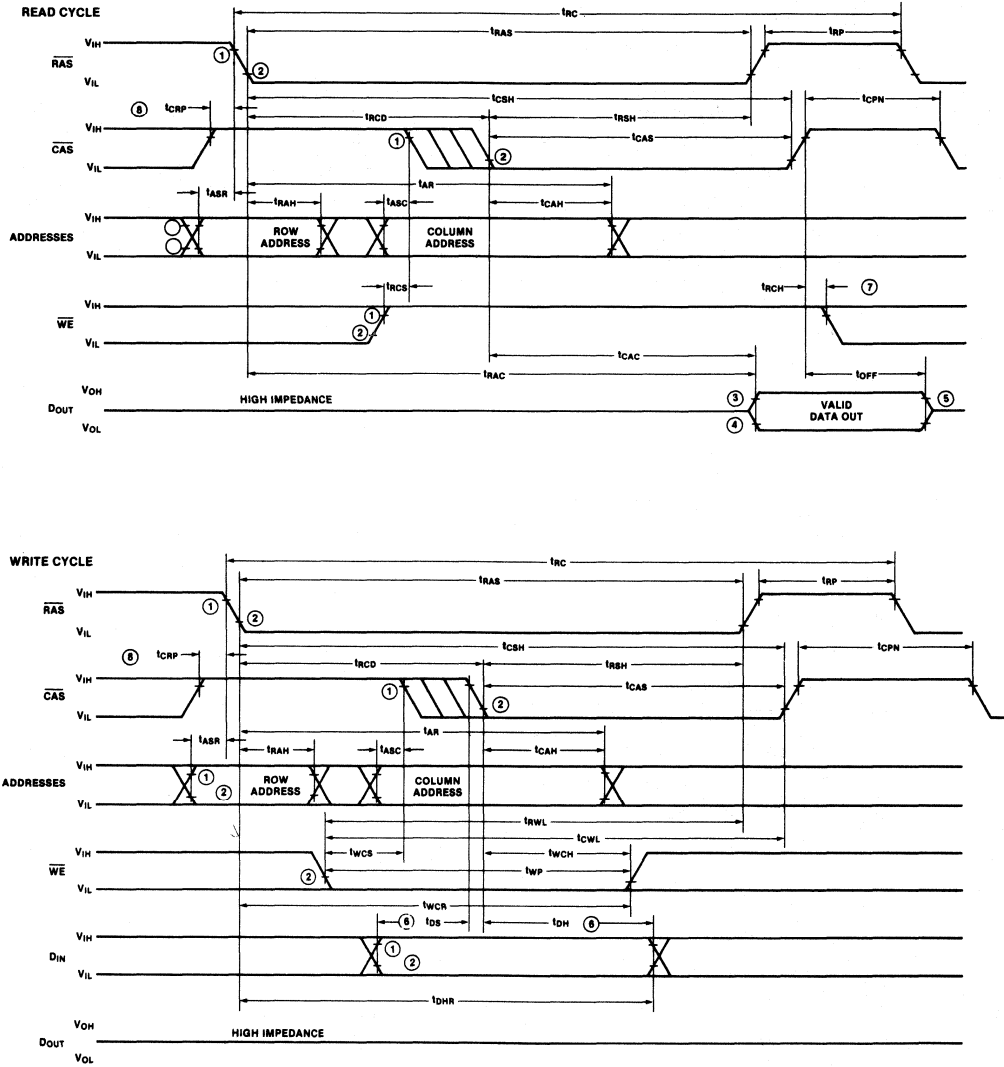 READ CYCLE
tRC
tRAS
tRP
VIH
RAS
VIL
1
2
tCSH
8
tCRP
tRCD
tRSH
tCPN
VIH
CAS
VIL
1
2
tCAS
tASR
tAR
tRAH
tASC
tCAH
VIH
ADDRESSES
VIL
ROW
ADDRESS
COLUMN
ADDRESS
tRCS
tRCH
7
VIH
WE
VIL
1
2
tCAC
tRAC
tOFF
VOH
DOUT
VOL
HIGH IMPEDANCE
3
4
VALID
DATA OUT
5
WRITE CYCLE
tRC
tRAS
tRP
VIH
RAS
VIL
1
2
tCSH
8
tCRP
tRCD
tRSH
tCPN
VIH
CAS
VIL
1
2
tCAS
tASR
tAR
tRAH
tASC
tCAH
VIH
ADDRESSES
VIL
1
2
ROW
ADDRESS
COLUMN
ADDRESS
tRWL
tCWL
VIH
WE
VIL
tWCS
tWCH
2
tWP
tWCR
6
tDS
tDH
6
VIH
DIN
VIL
1
2
tDHR
VOH
DOUT
VOL
HIGH IMPEDANCE